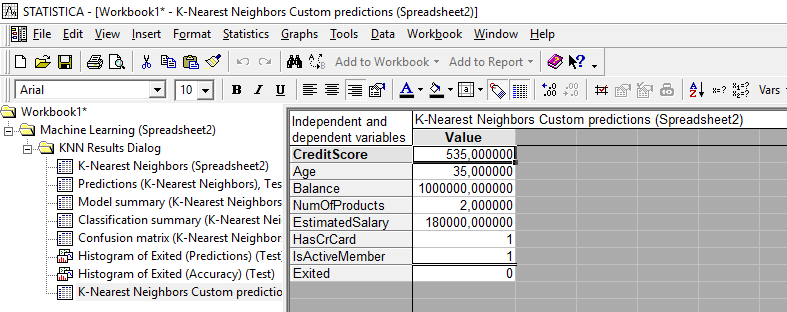 STATISTICA - [Workbook1* - K-Nearest Neighbors Custom predictions (Spreadsheet2)]
File Edit View Insert Format Statistics Graphs Tools Data Workbook Window Help
Add to Workbook Add to Report
Arial 10 B I U Vars
Workbook1*
Machine Learning (Spreadsheet2)
KNN Results Dialog
K-Nearest Neighbors (Spreadsheet2)
Predictions (K-Nearest Neighbors), Tes
Model summary (K-Nearest Neighbors
Classification summary (K-Nearest Nei
Confusion matrix (K-Nearest Neighbor
Histogram of Exited (Predictions) (Test)
Histogram of Exited (Accuracy) (Test)
K-Nearest Neighbors Custom predictio
Independent and dependent variables
K-Nearest Neighbors Custom predictions (Spreadsheet2)
Value
CreditScore 535,000000
Age 35,000000
Balance 1000000,000000
NumOfProducts 2,000000
EstimatedSalary 180000,000000
HasCrCard 1
IsActiveMember 1
Exited 0